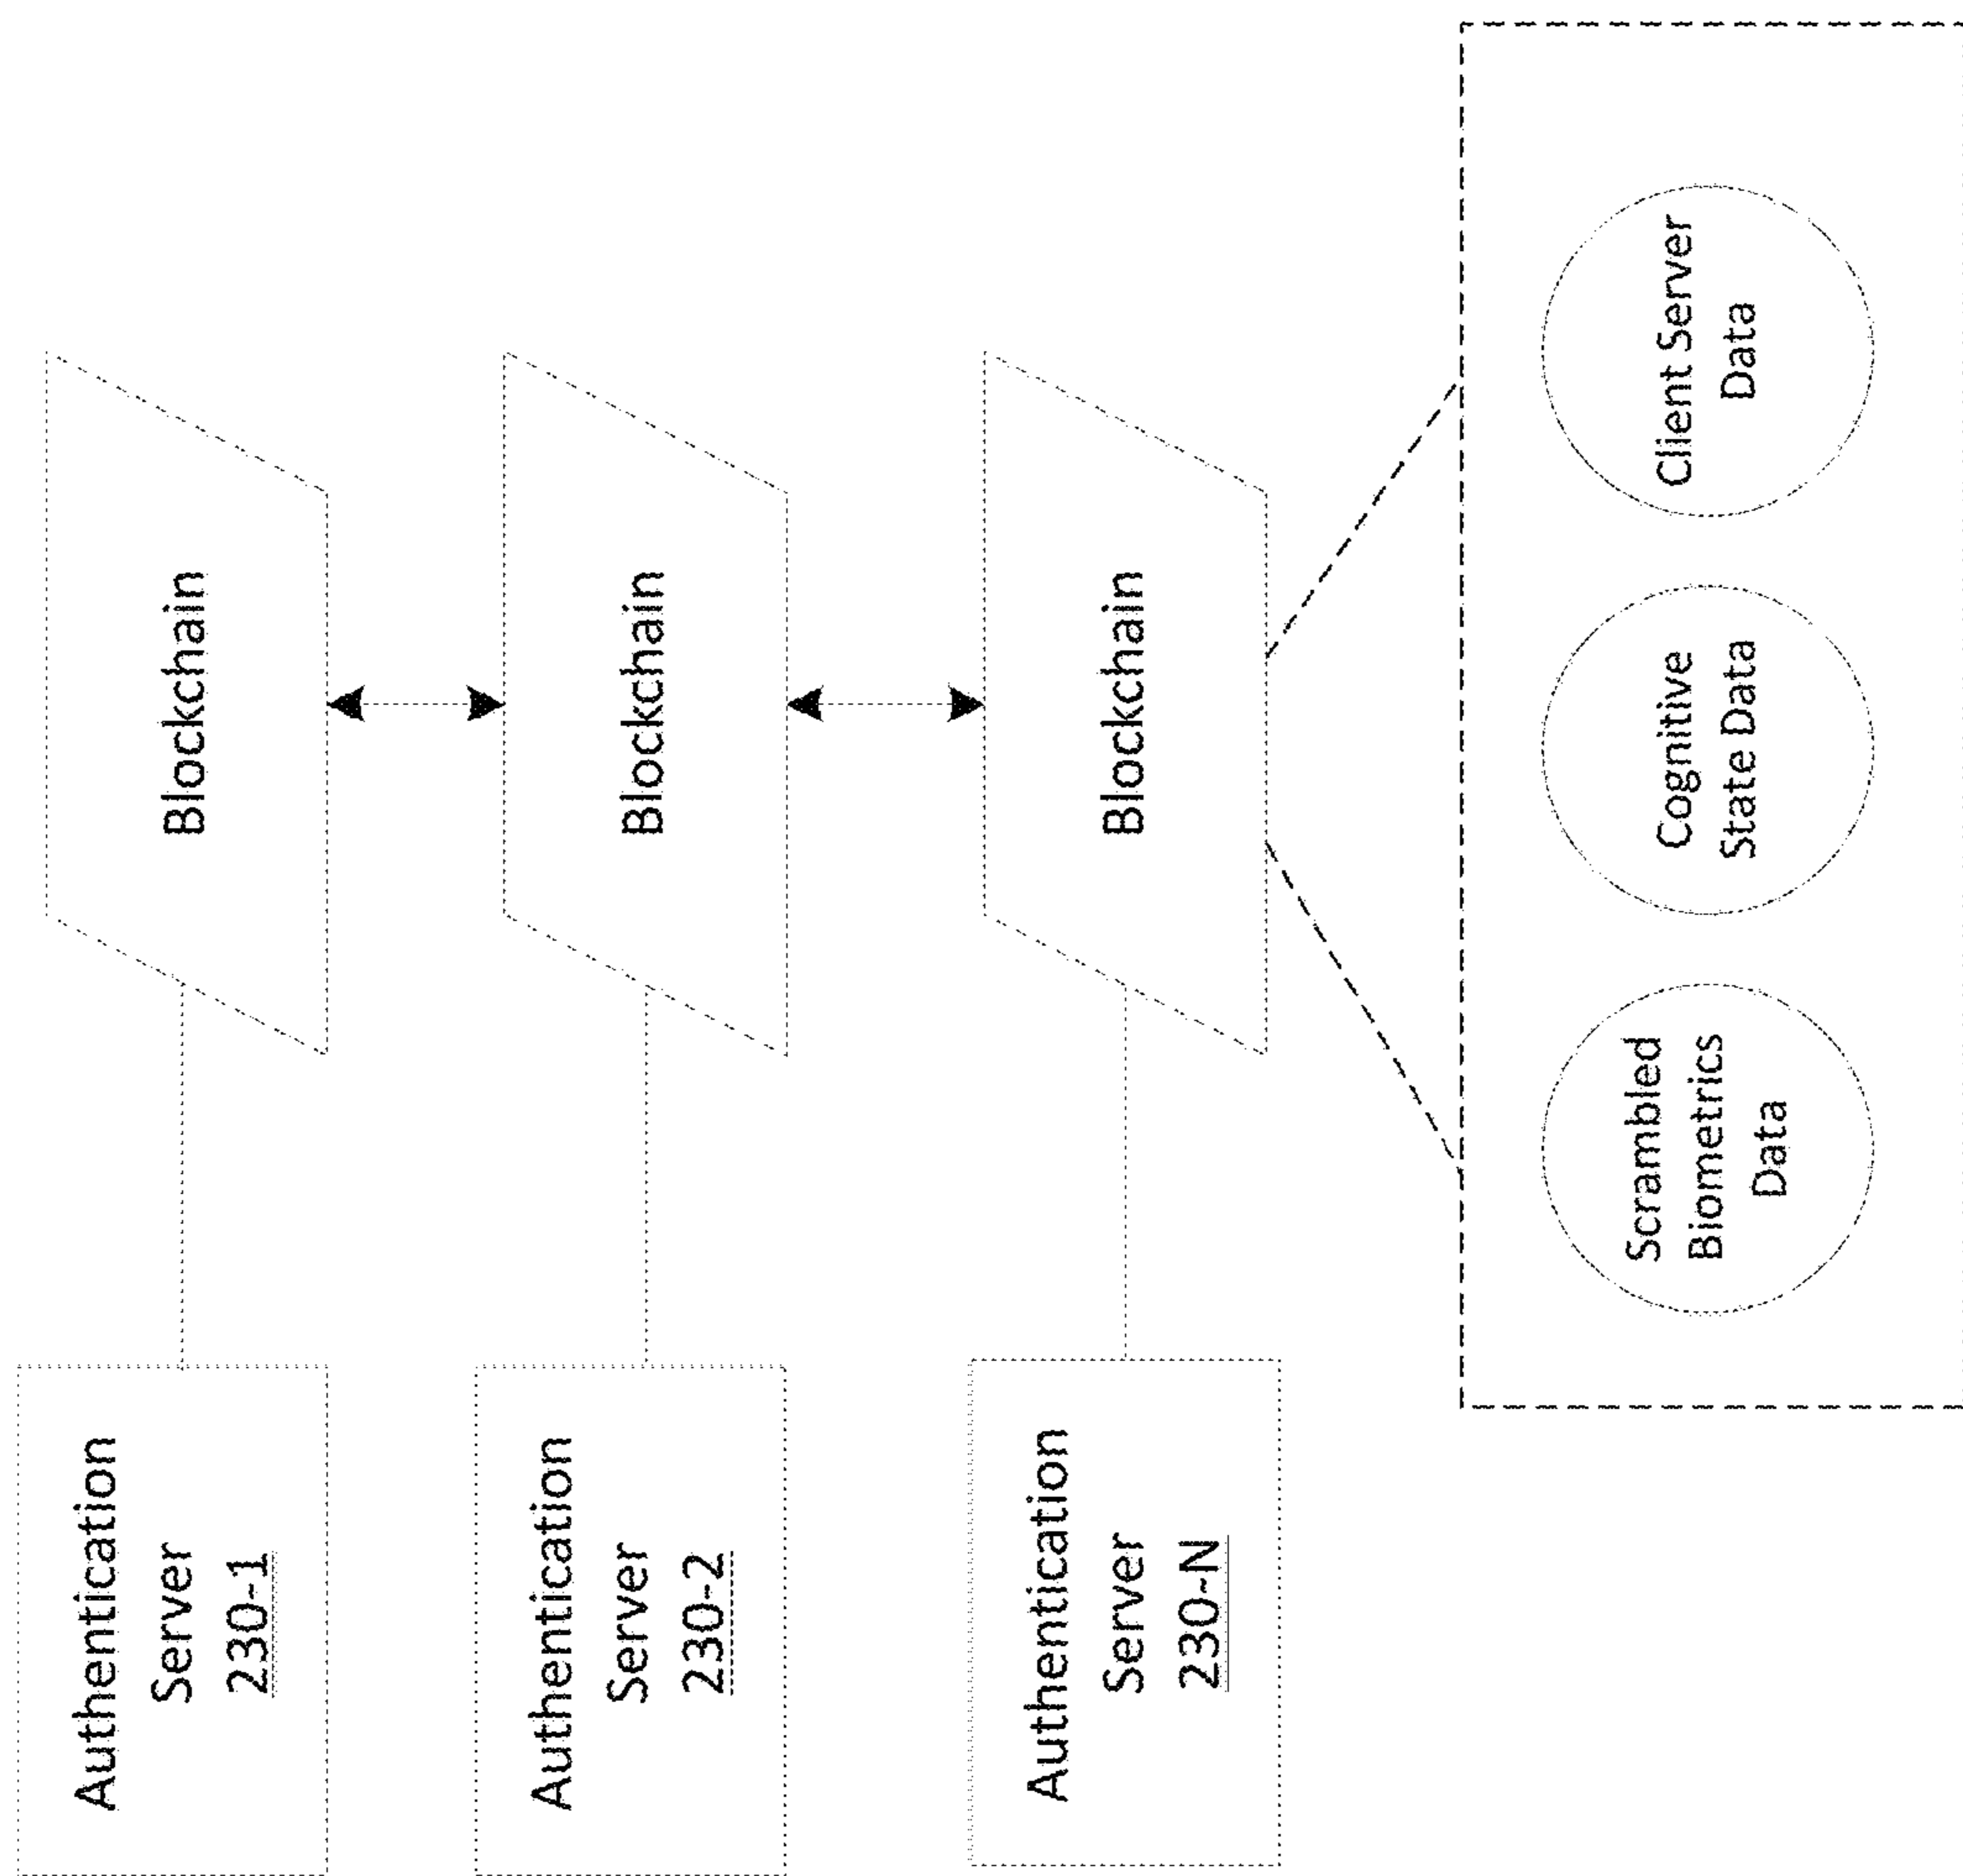 Authentication
Server
230-1
Blockchain
Authentication
Server
230-2
Blockchain
Authentication
Server
230-N
Blockchain
Scrambled
Biometrics
Data
Cognitive
State Data
Client Server
Data